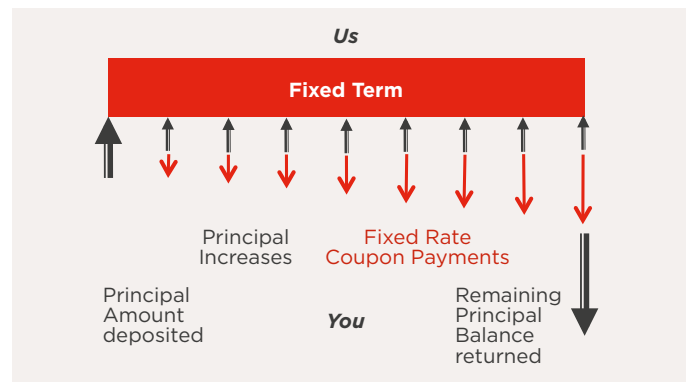 Us
Fixed Term
Principal
Increases
Fixed Rate
Coupon Payments
Principal
Amount
deposited
You
Remaining
Principal
Balance
returned